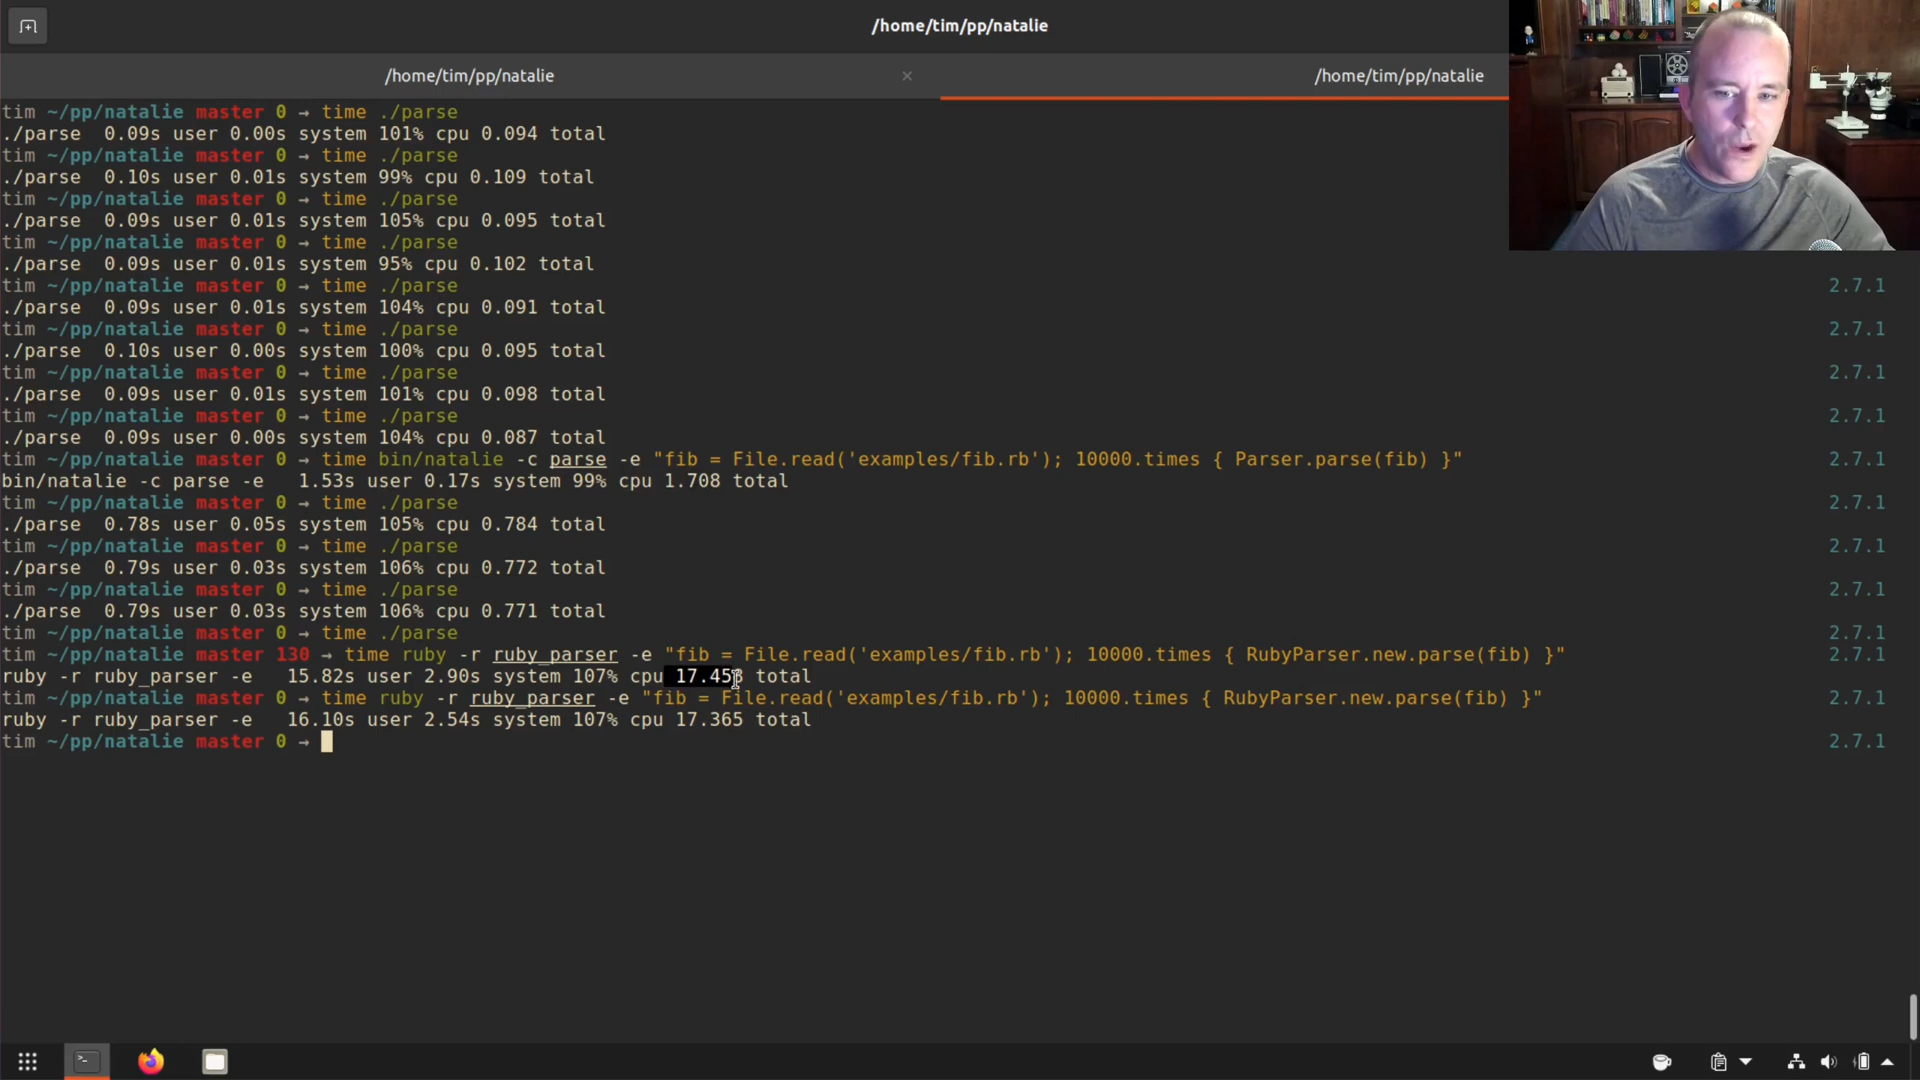 /home/tim/pp/natalie
/home/tim/pp/natalie × /home/tim/pp/natalie
tim ~/pp/natalie master 0 → time ./parse
./parse 0.09s user 0.00s system 101% cpu 0.094 total
tim ~/pp/natalie master 0 → time ./parse
./parse 0.10s user 0.01s system 99% cpu 0.109 total
tim ~/pp/natalie master 0 → time ./parse
./parse 0.09s user 0.01s system 105% cpu 0.095 total
tim ~/pp/natalie master 0 → time ./parse
./parse 0.09s user 0.01s system 95% cpu 0.102 total
tim ~/pp/natalie master 0 → time ./parse 2.7.1
./parse 0.09s user 0.01s system 104% cpu 0.091 total
tim ~/pp/natalie master 0 → time ./parse 2.7.1
./parse 0.10s user 0.00s system 100% cpu 0.095 total
tim ~/pp/natalie master 0 → time ./parse 2.7.1
./parse 0.09s user 0.01s system 101% cpu 0.098 total
tim ~/pp/natalie master 0 → time ./parse 2.7.1
./parse 0.09s user 0.00s system 104% cpu 0.087 total
tim ~/pp/natalie master 0 → time bin/natalie -c parse -e "fib = File.read('examples/fib.rb'); 10000.times { Parser.parse(fib) }" 2.7.1
bin/natalie -c parse -e 1.53s user 0.17s system 99% cpu 1.708 total
tim ~/pp/natalie master 0 → time ./parse 2.7.1
./parse 0.78s user 0.05s system 105% cpu 0.784 total
tim ~/pp/natalie master 0 → time ./parse 2.7.1
./parse 0.79s user 0.03s system 106% cpu 0.772 total
tim ~/pp/natalie master 0 → time ./parse 2.7.1
./parse 0.79s user 0.03s system 106% cpu 0.771 total
tim ~/pp/natalie master 0 → time ./parse 2.7.1
tim ~/pp/natalie master 130 → time ruby -r ruby_parser -e "fib = File.read('examples/fib.rb'); 10000.times { RubyParser.new.parse(fib) }" 2.7.1
ruby -r ruby_parser -e 15.82s user 2.90s system 107% cpu 17.453 total
tim ~/pp/natalie master 0 → time ruby -r ruby_parser -e "fib = File.read('examples/fib.rb'); 10000.times { RubyParser.new.parse(fib) }" 2.7.1
ruby -r ruby_parser -e 16.10s user 2.54s system 107% cpu 17.365 total
tim ~/pp/natalie master 0 → 2.7.1